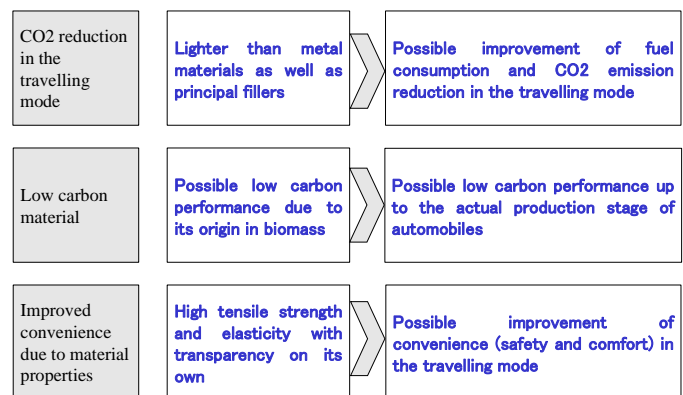 CO2 reduction
in the
travelling
mode
Lighter than metal
materials as well as
principal fillers
Possible improvement of fuel
consumption and CO2 emission
reduction in the travelling mode
Low carbon
material
Possible low carbon
performance due to
its origin in biomass
Possible low carbon performance up
to the actual production stage of
automobiles
Improved
convenience
due to material
properties
High tensile strength
and elasticity with
transparency on its
own
Possible improvement of
convenience (safety and comfort) in
the travelling mode